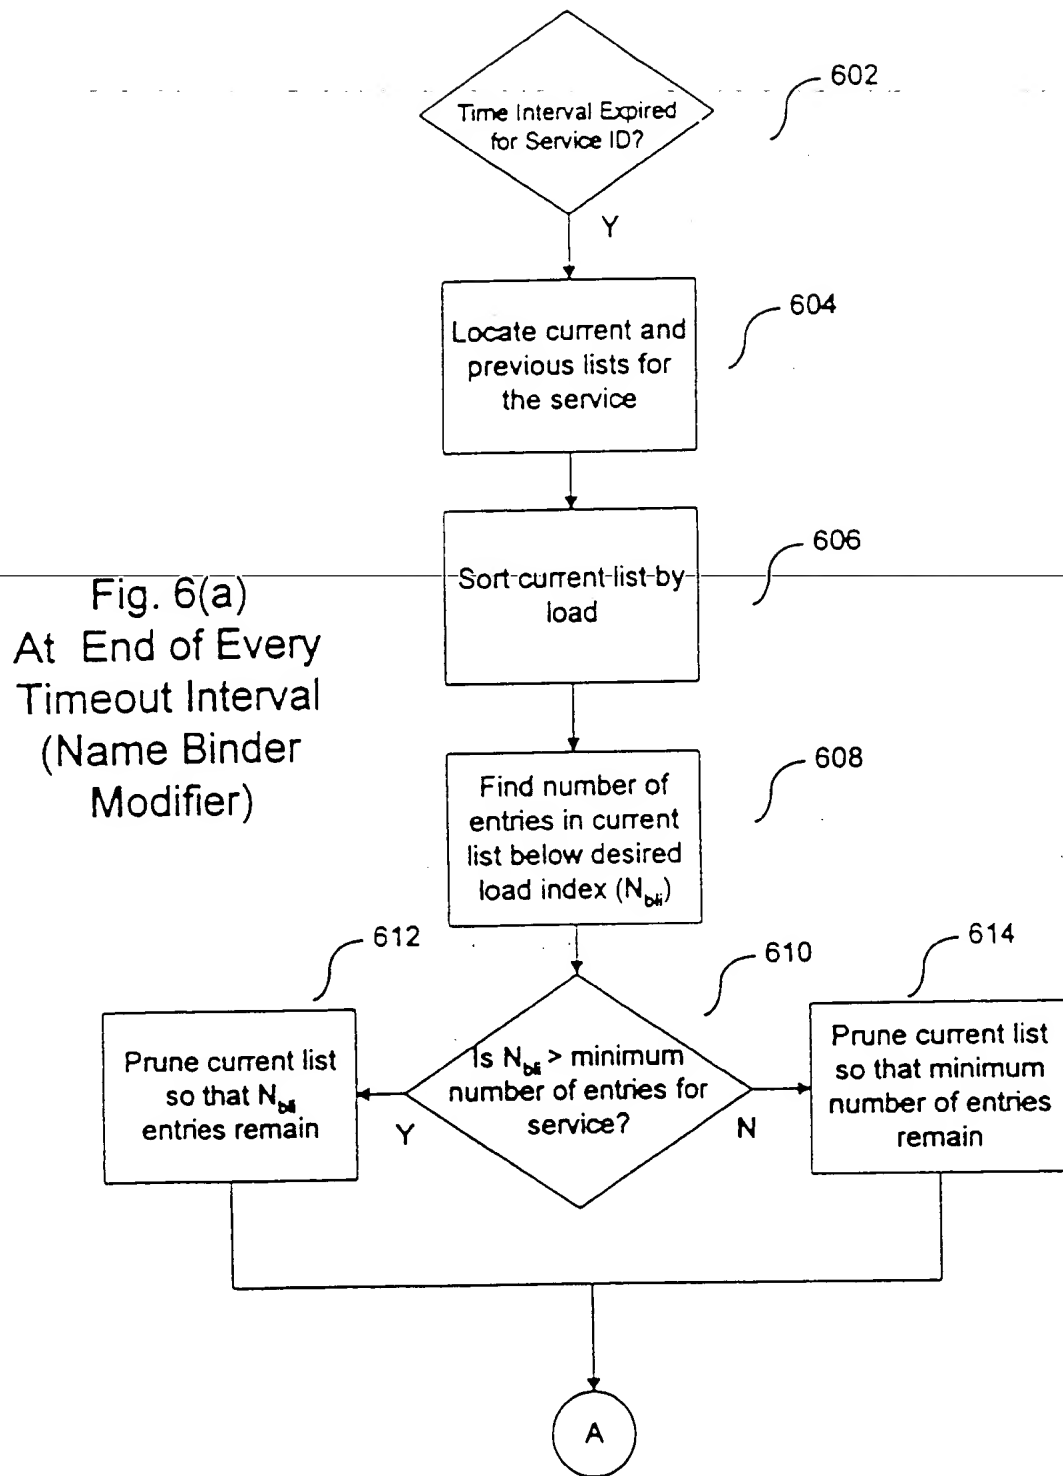 602
Time Interval Expired
for Service ID?
Y
604
Locate current and
previous lists for
the service
606
Sort current list by
load
Fig. 6(a)
At End of Every
Timeout Interval
(Name Binder
Modifier)
608
Find number of
entries in current
list below desired
load index (Nbli)
612
610
614
Prune current list
so that Nbli
entries remain
Is Nbli > minimum
number of entries for
service?
Y
N
Prune current list
so that minimum
number of entries
remain
A